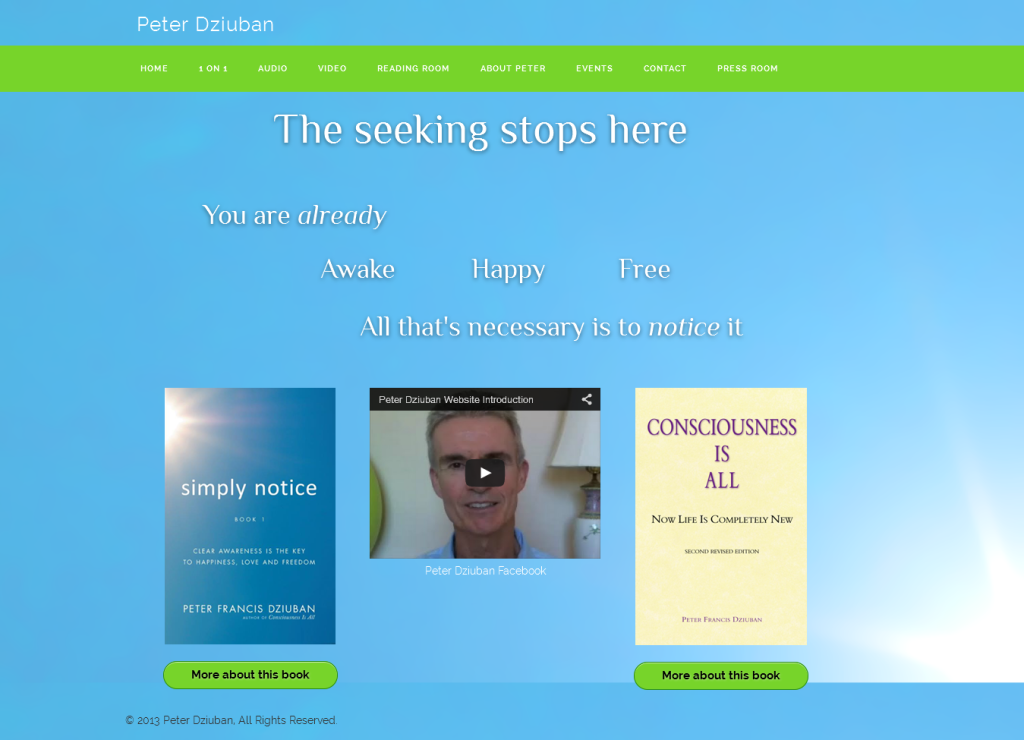 Peter Dziuban
HOME 1 ON 1 AUDIO VIDEO READING ROOM ABOUT PETER EVENTS CONTACT PRESS ROOM
The seeking stops here
You are already
Awake Happy Free
All that's necessary is to notice it
simply notice
BOOK 1
CLEAR AWARENESS IS THE KEY
TO HAPPINESS, LOVE AND FREEDOM
PETER FRANCIS DZIUBAN
AUTHOR OF Consciousness Is All
More about this book
Peter Dziuban Website Introduction
Peter Dziuban Facebook
CONSCIOUSNESS
IS
ALL
NOW LIFE IS COMPLETELY NEW
SECOND REVISED EDITION
PETER FRANCIS DZIUBAN
More about this book
© 2013 Peter Dziuban, All Rights Reserved.